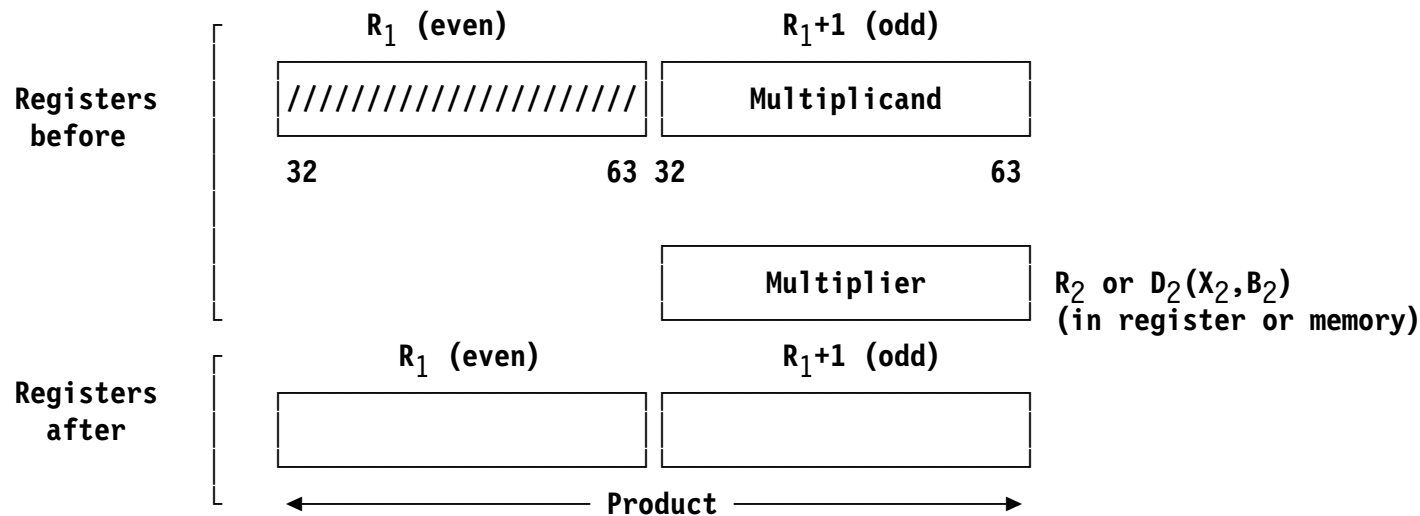 R1 (even) R1+1 (odd)
Registers before
///////////////////// Multiplicand
32 63 32 63
Multiplier
R2 or D2(X2,B2)
(in register or memory)
R1 (even) R1+1 (odd)
Registers after
Product